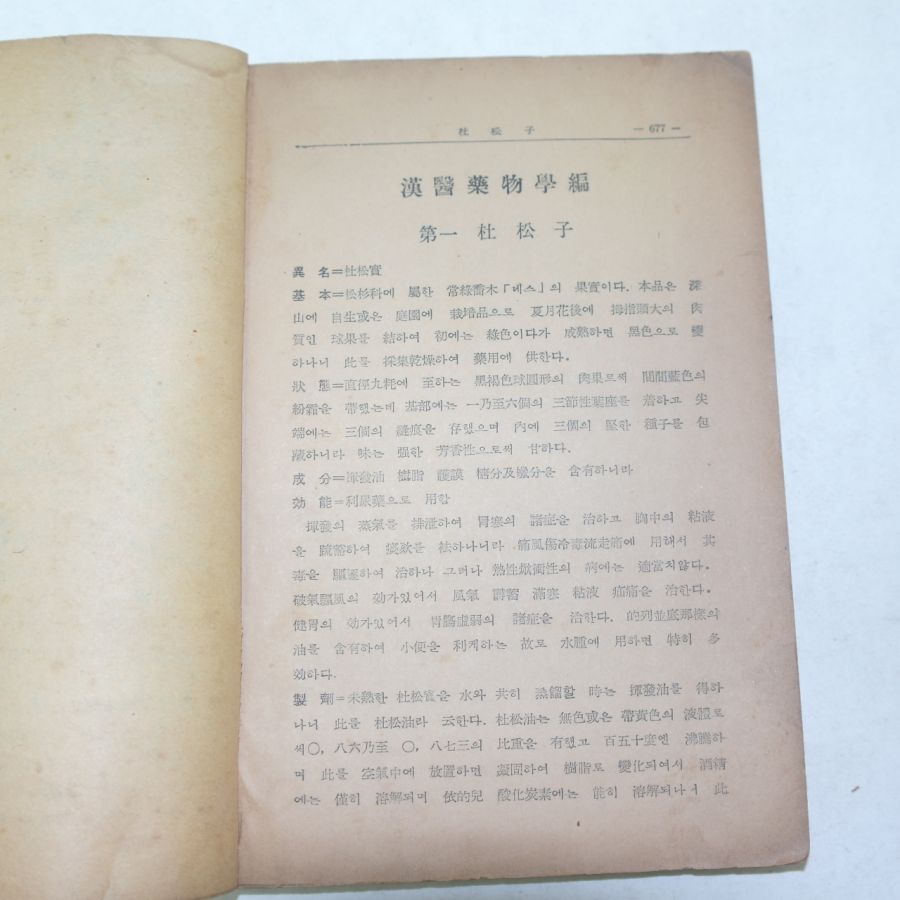 杜松子 — 677 —
漢醫藥物學編
第一 杜松子
異 名＝杜松實
基 本＝松杉科에 屬한 常綠喬木「네스」의 果實이다. 本品은 深
山에 自生或은 庭園에 栽培品으로 夏月花後에 拇指頭大의 肉
質인 球果를 結하여 初에는 綠色이다가 成熟하면 黑色으로 變
하나니 此를 採集乾燥하여 藥用에 供한다.
狀 態＝直徑九粍에 至하는 黑褐色球圓形의 肉果로써 間間藍色의
粉霜을 帶했는데 基部에는 一乃至六個의 三節性葉座를 着하고 尖
端에는 三個의 縫痕을 存했으며 內에 三個의 堅한 種子를 包
藏하니라 味는 强한 芳香性으로써 甘하다.
成 分＝揮發油 樹脂 護謨 糖分及蠟分을 含有하니라
効 能＝利尿藥으로 用함
揮發의 蒸氣를 排泄하여 胃寒의 諸症을 治하고 胸中의 粘液
을 疏豁하여 痰飮을 祛하나니라 痛風傷冷毒流走痛에 用해서 其
毒을 驅逐하여 治하나 그러나 熱性焮衝性의 病에는 適當치않다.
破氣驅風의 効가있어서 風氣 鬱蓄 滿塞 粘液 疝痛을 治한다.
健胃의 効가있어서 胃腸虛弱의 諸症을 治한다. 的列並底那樣의
油를 含有하여 小便을 利케하는 故로 水腫에 用하면 特히 多
効하다.
製 劑＝未熟한 杜松實을 水와 共히 蒸餾할 時는 揮發油를 得하
나니 此를 杜松油라 云한다. 杜松油는 無色或은 帶黃色의 液體로
써 〇, 八六乃至 〇, 八七三의 比重을 有했고 百五十度엔 沸騰하
며 此를 空氣中에 放置하면 凝固하여 樹脂로 變化되여서 酒精
에는 僅히 溶解되며 依的兒 酸化炭素에는 能히 溶解되나서 此